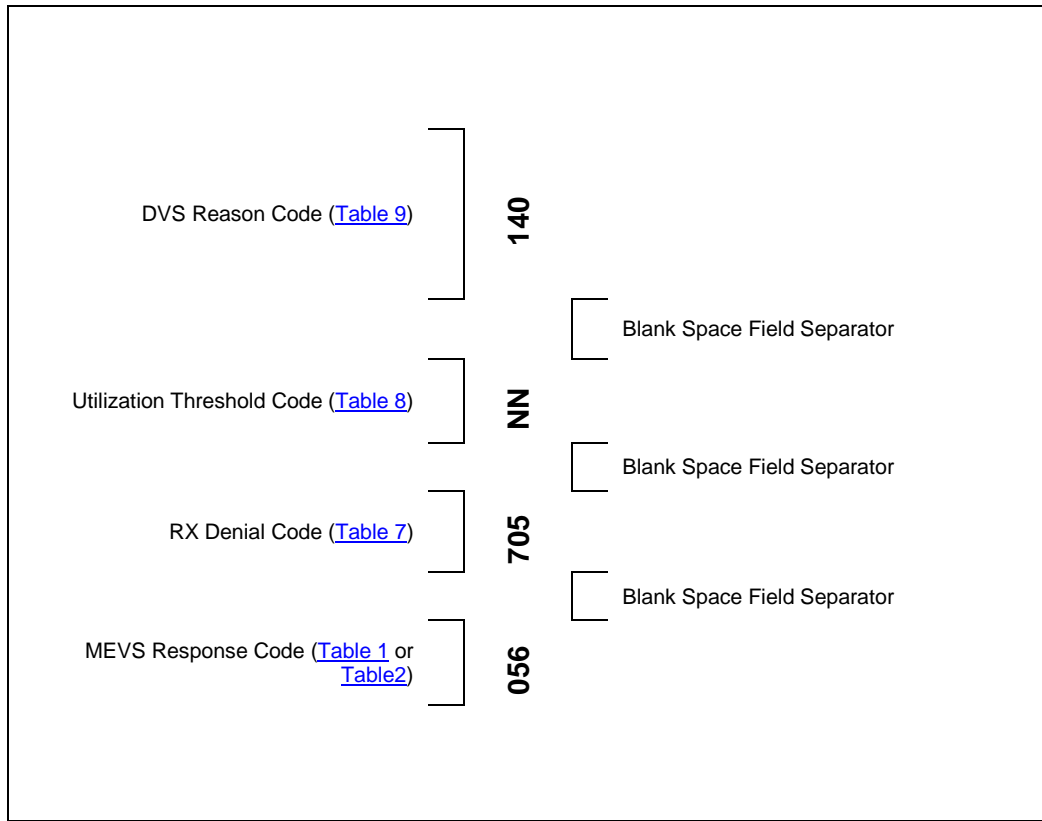 DVS Reason Code (Table 9)
140
Blank Space Field Separator
Utilization Threshold Code (Table 8)
NN
Blank Space Field Separator
RX Denial Code (Table 7)
705
Blank Space Field Separator
MEVS Response Code (Table 1 or
Table2)
056